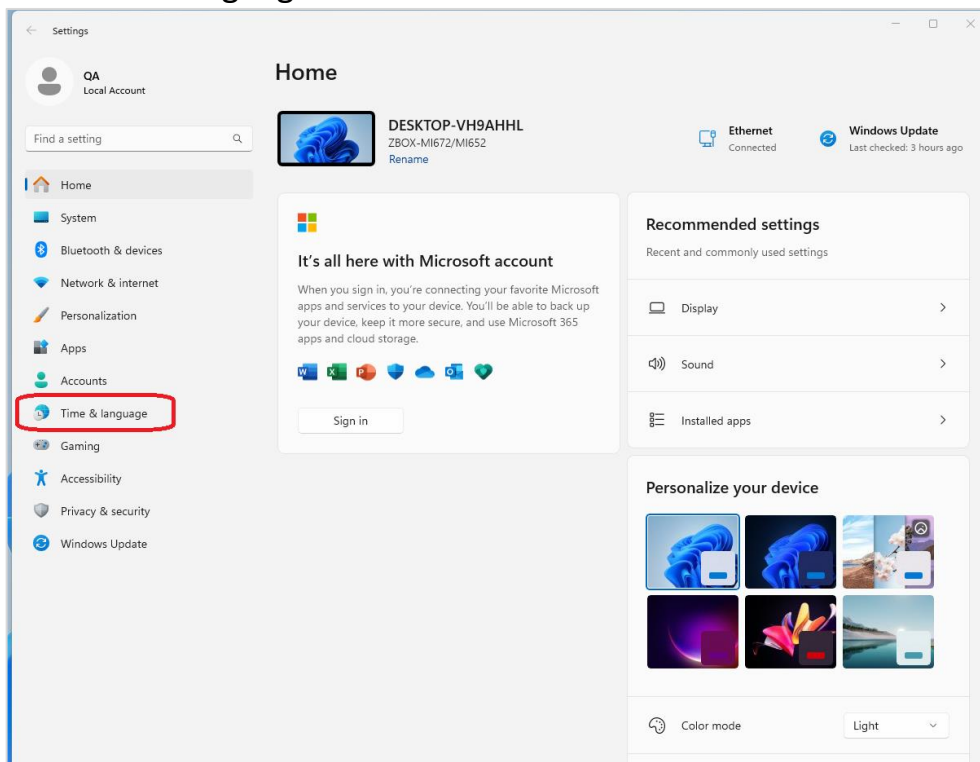 Settings
QA
Local Account
Find a setting
Home
System
Bluetooth & devices
Network & internet
Personalization
Apps
Accounts
Time & language
Gaming
Accessibility
Privacy & security
Windows Update
Home
DESKTOP-VH9AHHL
ZBOX-MI672/MI652
Rename
Ethernet
Connected
Windows Update
Last checked: 3 hours ago
It's all here with Microsoft account
When you sign in, you're connecting your favorite Microsoft
apps and services to your device. You'll be able to back up
your device, keep it more secure, and use Microsoft 365
apps and cloud storage.
Sign in
Recommended settings
Recent and commonly used settings
Display
Sound
Installed apps
Personalize your device
Color mode
Light